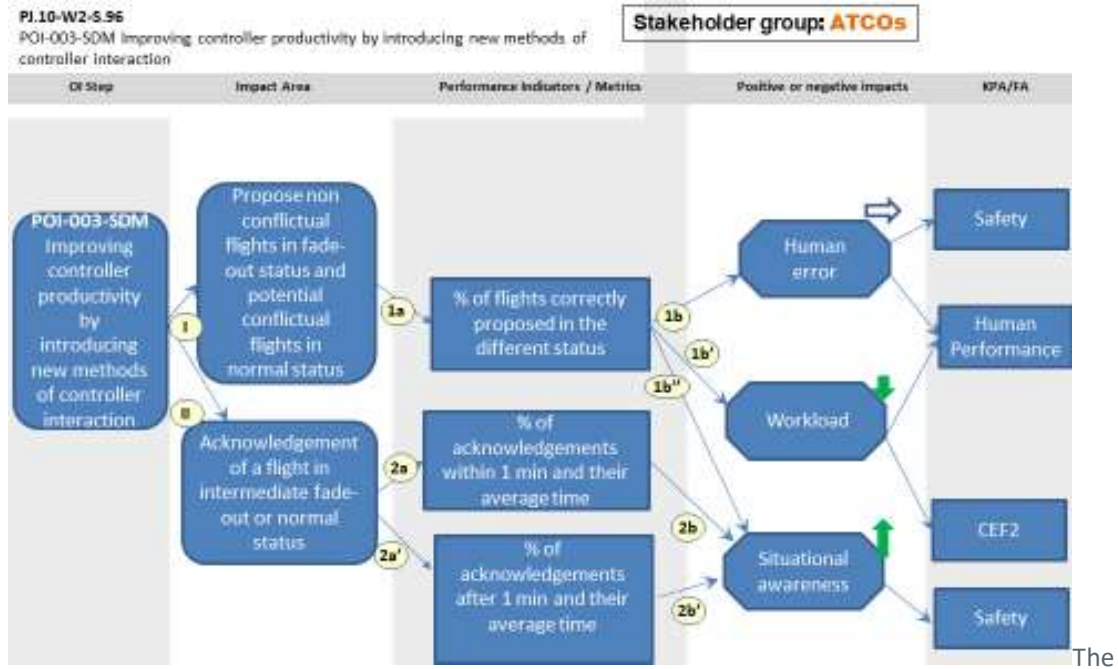 PJ.10-W2-S.96
POI-003-SDM Improving controller productivity by introducing new methods of
controller interaction
Stakeholder group: ATCOs
OI Step
Impact Area
Performance Indicators / Metrics
Positive or negative impacts
KPA/FA
POI-003-SDM
Improving
controller
productivity
by
introducing
new methods
of controller
interaction
I
II
Propose non
conflictual
flights in fade-
out status and
potential
conflictual
flights in
normal status
Acknowledgement
of a flight in
intermediate fade-
out or normal
status
1a
2a
2a'
% of flights correctly
proposed in the
different status
% of
acknowledgements
within 1 min and their
average time
% of
acknowledgements
after 1 min and their
average time
1b
1b'
1b''
2b
2b'
Human
error
Workload
Situational
awareness
Safety
Human
Performance
CEF2
Safety
The